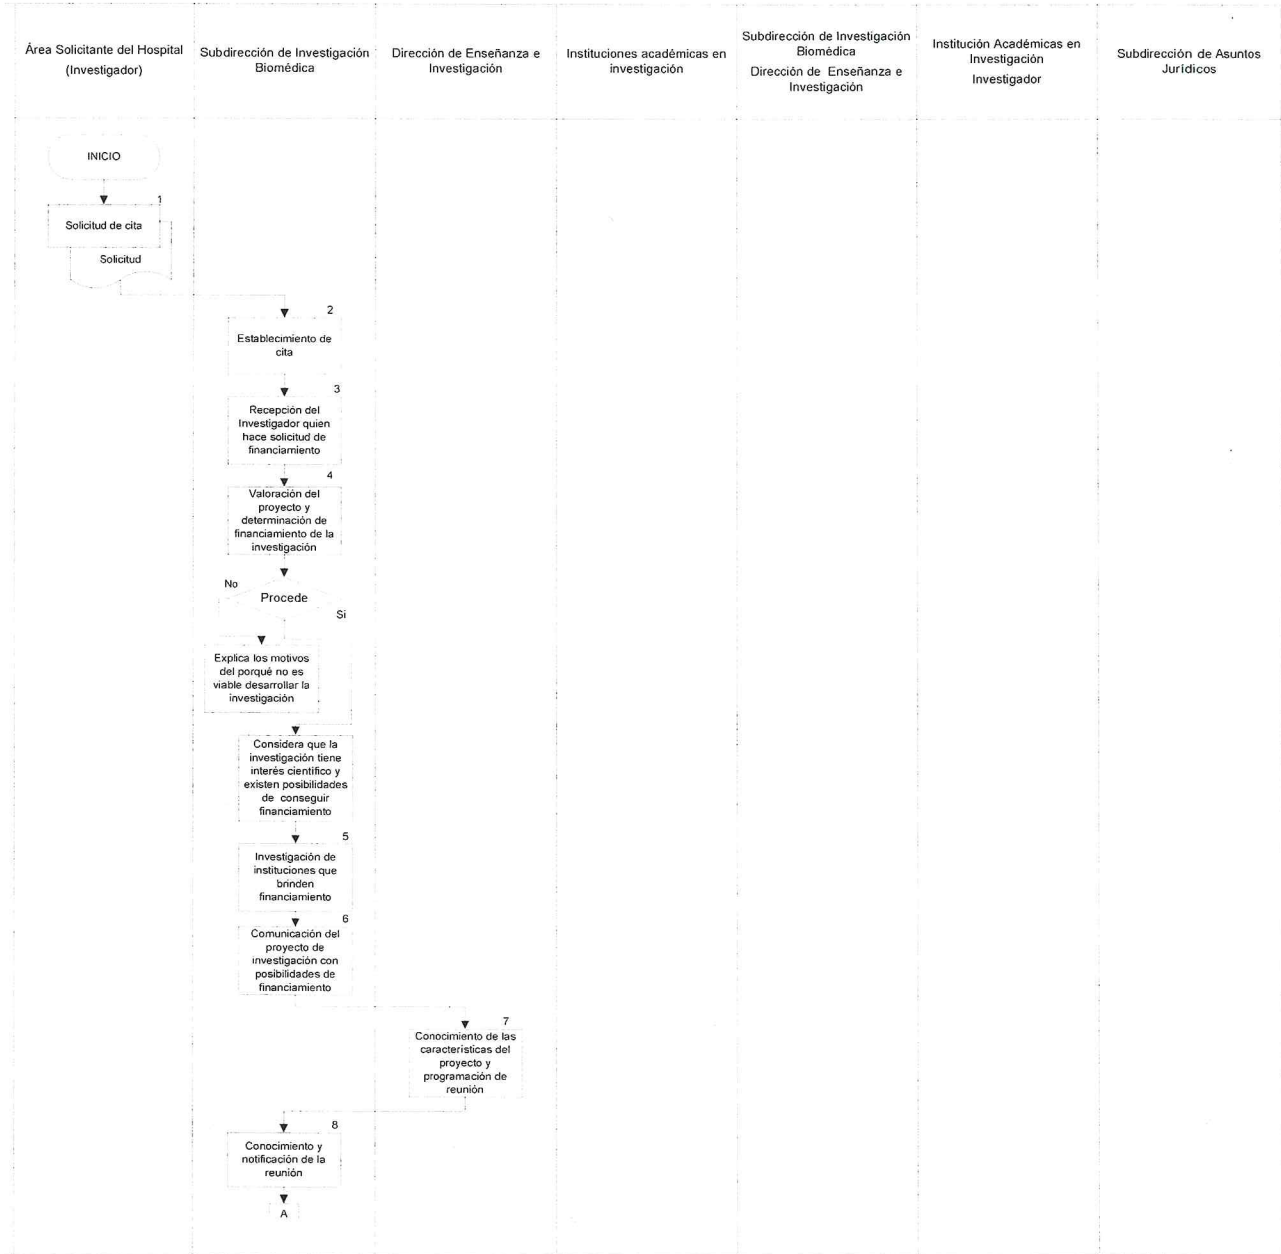 Área Solicitante del Hospital
(Investigador)
Subdirección de Investigación
Biomédica
Dirección de Enseñanza e
Investigación
Instituciones académicas en
investigación
Subdirección de Investigación
Biomédica
Dirección de Enseñanza e
Investigación
Institución Académicas en
Investigación
Investigador
Subdirección de Asuntos
Jurídicos
INICIO
1
Solicitud de cita
Solicitud
2
Establecimiento de
cita
3
Recepción del
Investigador quien
hace solicitud de
financiamiento
4
Valoración del
proyecto y
determinación de
financiamiento de la
investigación
No
Procede
Si
Explica los motivos
del porqué no es
viable desarrollar la
investigación
Considera que la
investigación tiene
interés científico y
existen posibilidades
de conseguir
financiamiento
5
Investigación de
instituciones que
brinden
financiamiento
6
Comunicación del
proyecto de
investigación con
posibilidades de
financiamiento
7
Conocimiento de las
características del
proyecto y
programación de
reunión
8
Conocimiento y
notificación de la
reunión
A